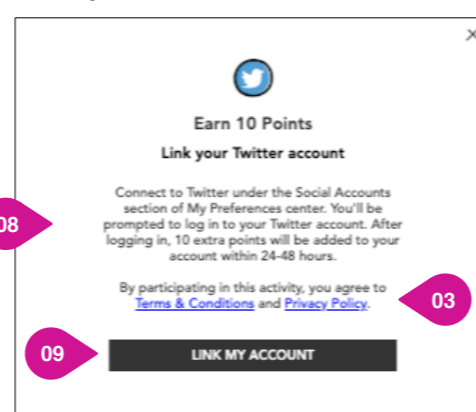 ×
Earn 10 Points
Link your Twitter account
Connect to Twitter under the Social Accounts
section of My Preferences center. You'll be
08
prompted to log in to your Twitter account. After
logging in, 10 extra points will be added to your
account within 24-48 hours.
By participating in this activity, you agree to
Terms & Conditions and Privacy Policy.
03
09
LINK MY ACCOUNT